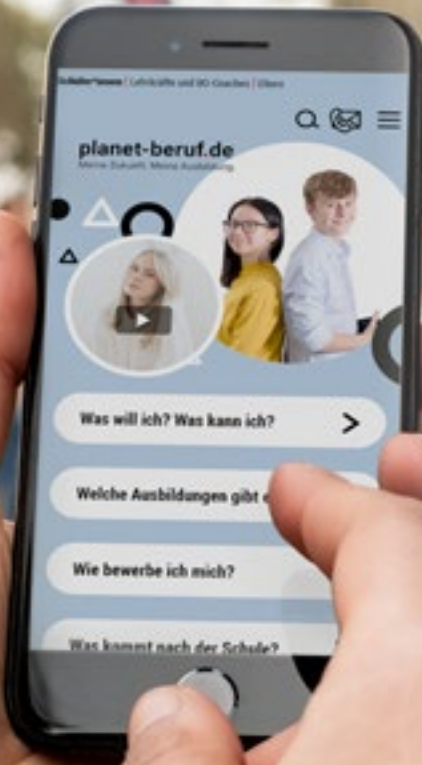 Schüler*innen | Lehrkräfte und BO-Coaches | Eltern
planet-beruf.de
Meine Zukunft. Meine Ausbildung.
Was will ich? Was kann ich?
Welche Ausbildungen gibt
Wie bewerbe ich mich?
Was kommt nach der Schule?